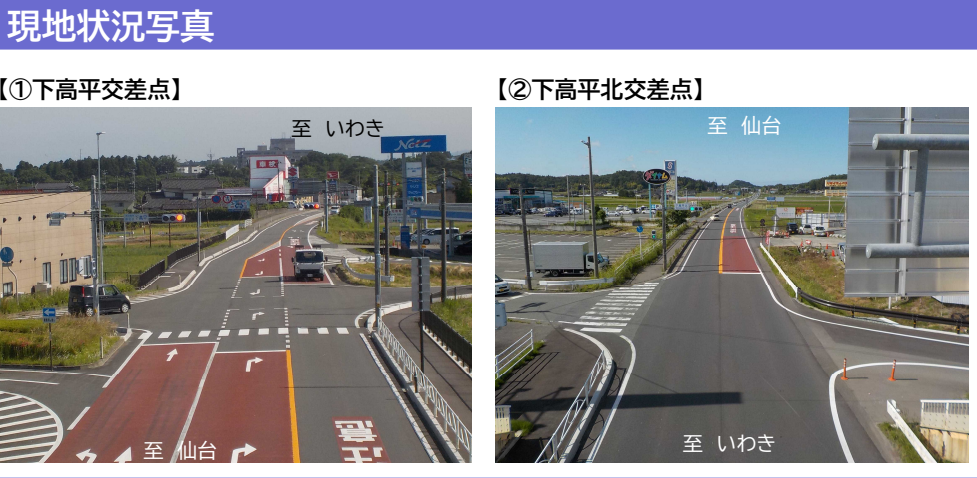 現地状況写真
【①下高平交差点】
【②下高平北交差点】
至 いわき
Netz
至 仙台
至 仙台
至 いわき